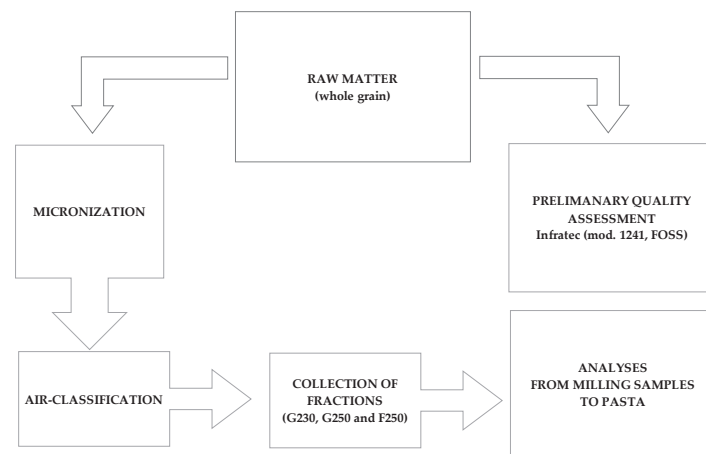 RAW MATTER
(whole grain)
MICRONIZATION
PRELIMANARY QUALITY
ASSESSMENT
Infratec (mod. 1241, FOSS)
AIR-CLASSIFICATION
COLLECTION OF
FRACTIONS
(G230, G250 and F250)
ANALYSES
FROM MILLING SAMPLES
TO PASTA